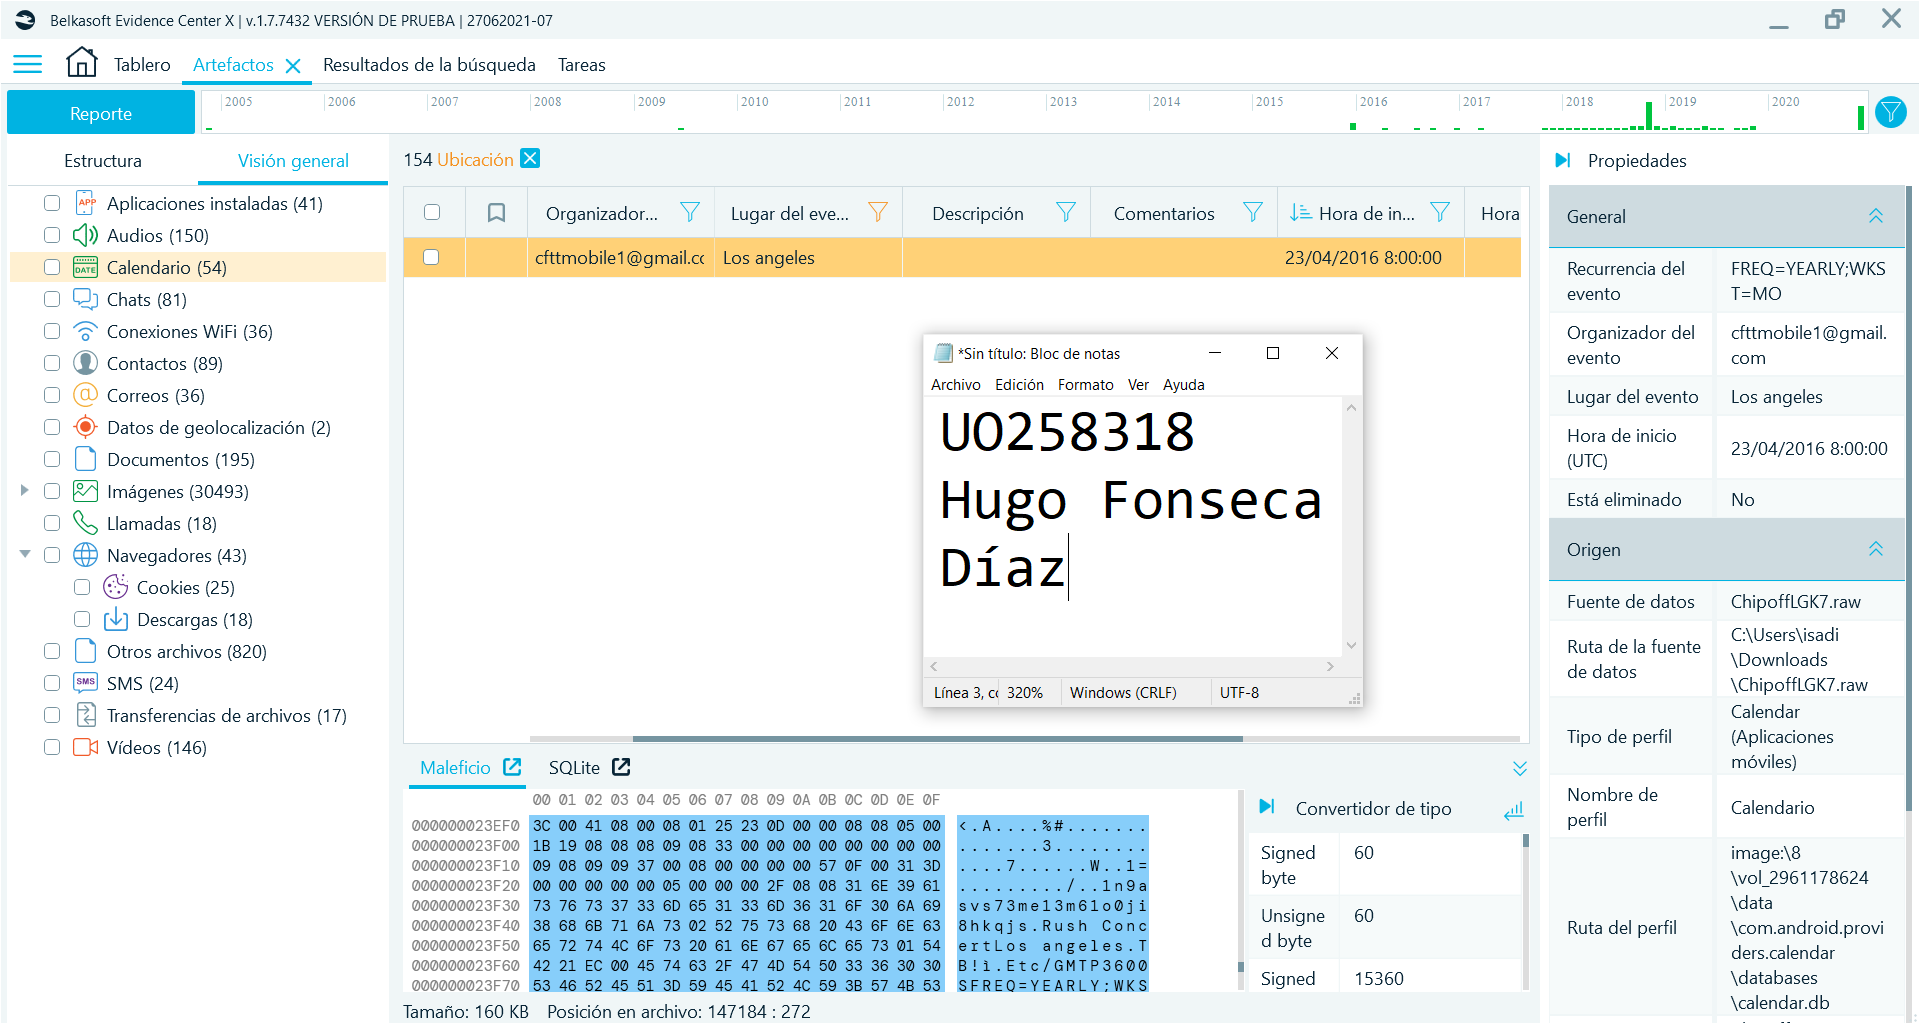 Belkasoft Evidence Center X | v.1.7.7432 VERSIÓN DE PRUEBA | 27062021-07
Tablero
Artefactos
Resultados de la búsqueda
Tareas
Reporte
2005 2006 2007 2008 2009 2010 2011 2012 2013 2014 2015 2016 2017 2018 2019 2020
Estructura
Visión general
APP Aplicaciones instaladas (41)
Audios (150)
DATE Calendario (54)
Chats (81)
Conexiones WiFi (36)
Contactos (89)
Correos (36)
Datos de geolocalización (2)
Documentos (195)
Imágenes (30493)
Llamadas (18)
Navegadores (43)
Cookies (25)
Descargas (18)
Otros archivos (820)
SMS SMS (24)
Transferencias de archivos (17)
Vídeos (146)
154 Ubicación
Organizador... Lugar del eve... Descripción Comentarios Hora de in... Hora
cfttmobile1@gmail.cc Los angeles 23/04/2016 8:00:00
*Sin título: Bloc de notas
Archivo Edición Formato Ver Ayuda
UO258318
Hugo Fonseca
Díaz
Línea 3, cc 320% Windows (CRLF) UTF-8
Maleficio
SQLite
00 01 02 03 04 05 06 07 08 09 0A 0B 0C 0D 0E 0F
000000023EF0 3C 00 41 08 00 08 01 25 23 0D 00 00 08 08 05 00 <.A....%#.......
000000023F00 1B 19 08 08 08 09 08 33 00 00 00 00 00 00 00 00 .......3........
000000023F10 09 08 09 09 37 00 08 00 00 00 00 57 0F 00 31 3D ....7......W..1=
000000023F20 00 00 00 00 00 05 00 00 00 2F 08 08 31 6E 39 61 ........./..1n9a
000000023F30 73 76 73 37 33 6D 65 31 33 6D 36 31 6F 30 6A 69 svs73me13m61o0ji
000000023F40 38 68 6B 71 6A 73 02 52 75 73 68 20 43 6F 6E 63 8hkqjs.Rush Conc
000000023F50 65 72 74 4C 6F 73 20 61 6E 67 65 6C 65 73 01 54 ertLos angeles.T
000000023F60 42 21 EC 00 45 74 63 2F 47 4D 54 50 33 36 30 30 B!ì.Etc/GMTP3600
000000023F70 53 46 52 45 51 3D 59 45 41 52 4C 59 3B 57 4B 53 SFREQ=YEARLY;WKS
Tamaño: 160 KB Posición en archivo: 147184 : 272
Convertidor de tipo
Signed byte 60
Unsigne d byte 60
Signed 15360
Propiedades
General
Recurrencia del evento FREQ=YEARLY;WKS T=MO
Organizador del evento cfttmobile1@gmail. com
Lugar del evento Los angeles
Hora de inicio (UTC) 23/04/2016 8:00:00
Está eliminado No
Origen
Fuente de datos ChipoffLGK7.raw
Ruta de la fuente de datos C:\Users\isadi \Downloads \ChipoffLGK7.raw
Tipo de perfil Calendar (Aplicaciones móviles)
Nombre de perfil Calendario
Ruta del perfil image:\8 \vol_2961178624 \data \com.android.provi ders.calendar \databases \calendar.db